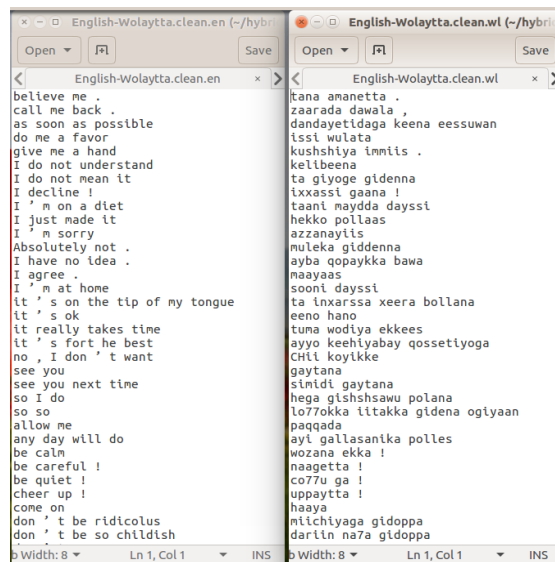 English-Wolaytta.clean.en (~/hybri
Open
Save
English-Wolaytta.clean.en ×
believe me .
call me back .
as soon as possible
do me a favor
give me a hand
I do not understand
I do not mean it
I decline !
I ’ m on a diet
I just made it
I ’ m sorry
Absolutely not .
I have no idea .
I agree .
I ’ m at home
it ’ s on the tip of my tongue
it ’ s ok
it really takes time
it ’ s fort he best
no , I don ’ t want
see you
see you next time
so I do
so so
allow me
any day will do
be calm
be careful !
be quiet !
cheer up !
come on
don ’ t be ridicolus
don ’ t be so childish
b Width: 8
Ln 1, Col 1
INS
English-Wolaytta.clean.wl (~/hybri
Open
Save
English-Wolaytta.clean.wl ×
tana amanetta .
zaarada dawala ,
dandayetidaga keena eessuwan
issi wulata
kushshiya immiis .
kelibeena
ta giyoge gidenna
ixxassi gaana !
taani maydda dayssi
hekko pollaas
azzanayiis
muleka giddenna
ayba qopaykka bawa
maayaas
sooni dayssi
ta inxarssa xeera bollana
eeno hano
tuma wodiya ekkees
ayyo keehiyabay qossetiyoga
CHii koyikke
gaytana
simidi gaytana
hega gishshsawu polana
lo77okka iitakka gidena ogiyaan
paqqada
ayi gallasanika polles
wozana ekka !
naagetta !
co77u ga !
uppaytta !
haaya
miichiyaga gidoppa
dariin na7a gidoppa
b Width: 8
Ln 1, Col 1
INS